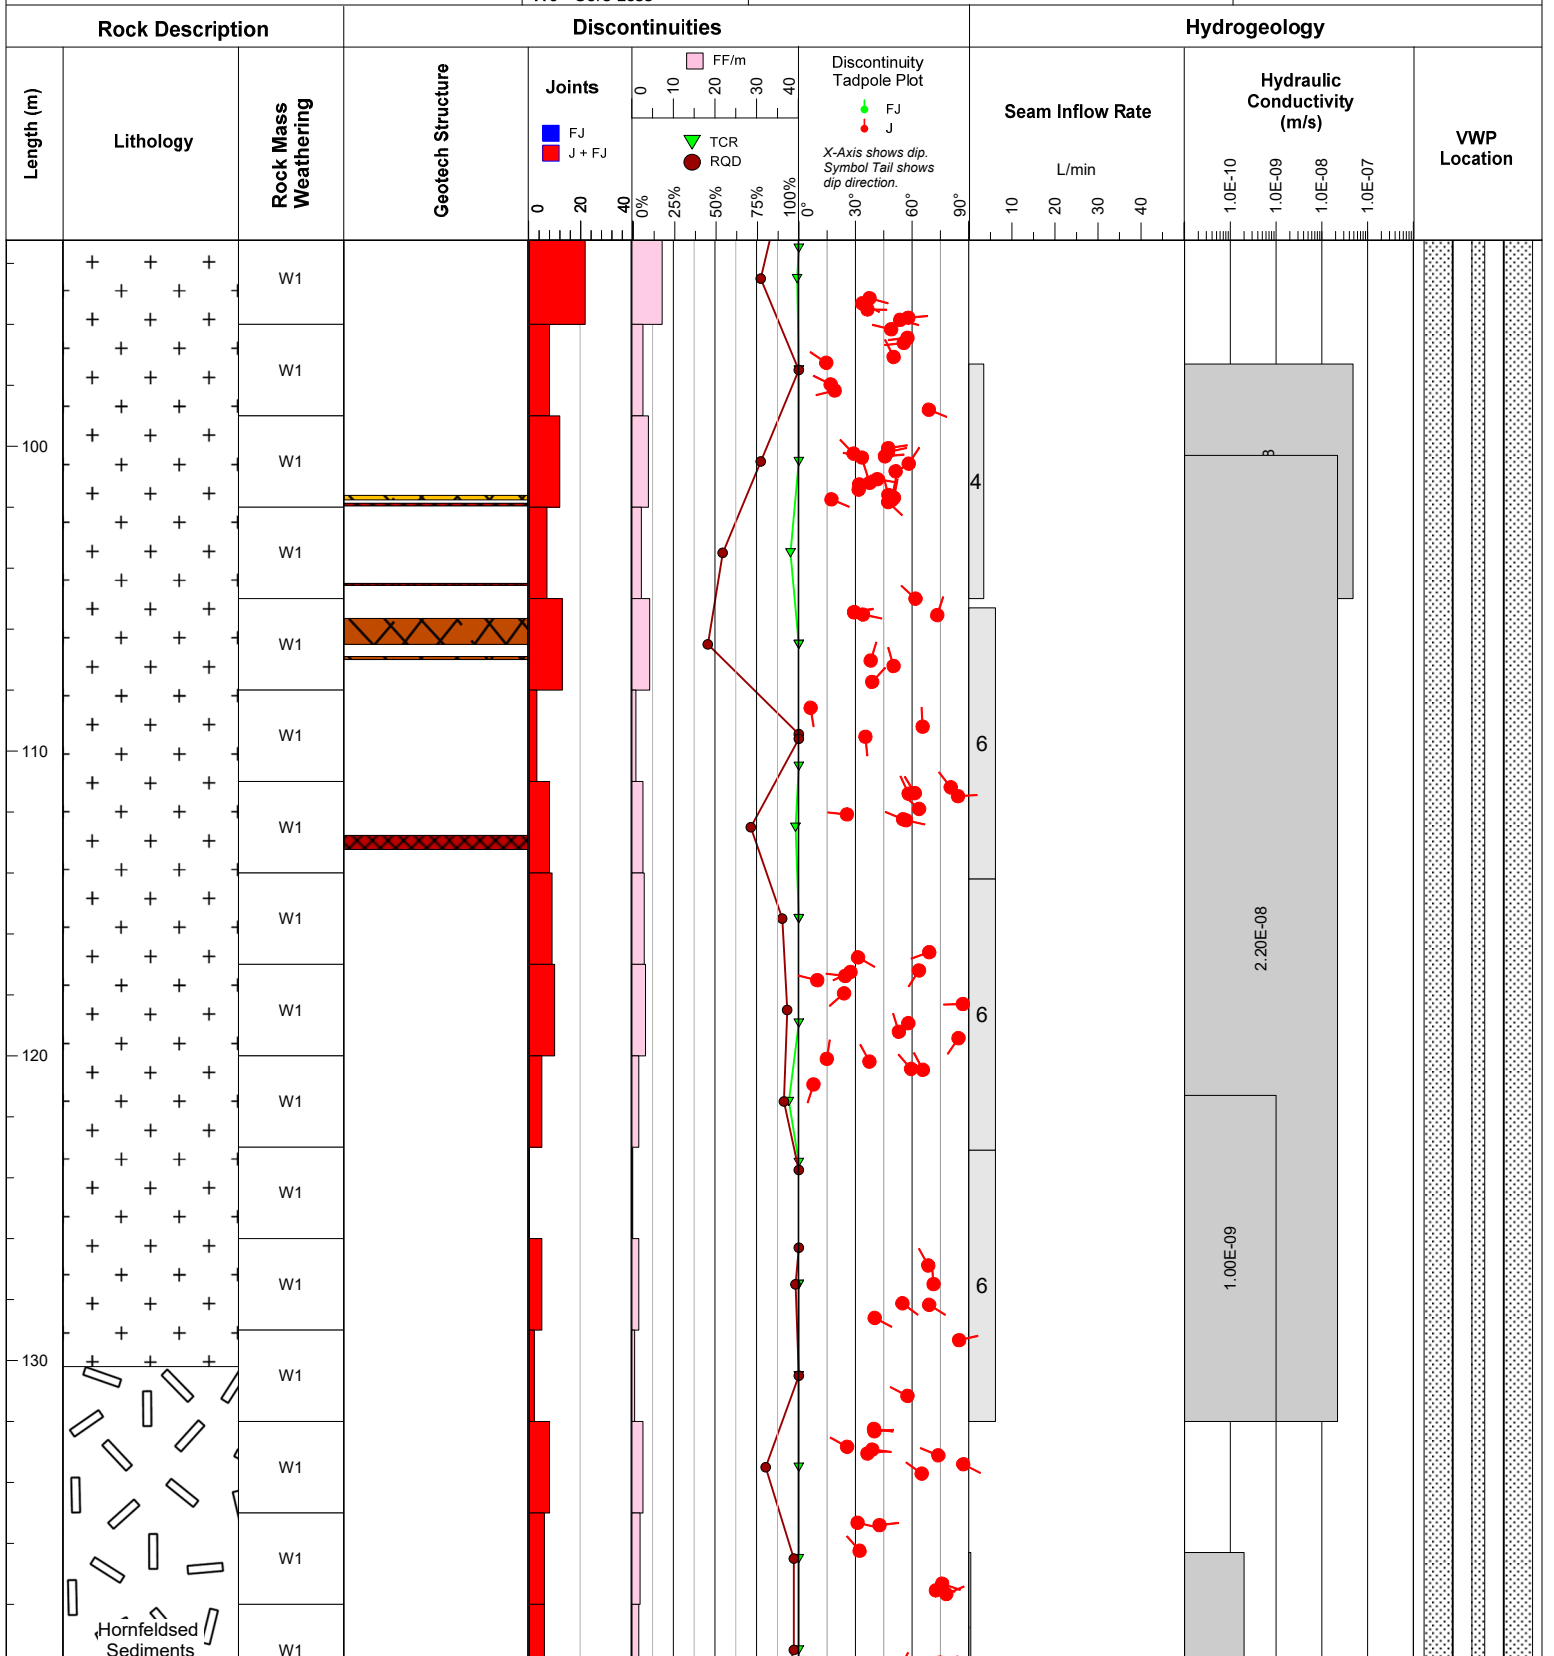 Rock Description
Discontinuities
Hydrogeology
Length (m)
Lithology
Rock Mass
Weathering
Geotech Structure
Joints
FJ
J + FJ
0
20
40
FF/m
0
10
20
30
40
TCR
RQD
0%
25%
50%
75%
100%
Discontinuity
Tadpole Plot
FJ
J
X-Axis shows dip.
Symbol Tail shows
dip direction.
0°
30°
60°
90°
Seam Inflow Rate
L/min
10
20
30
40
Hydraulic
Conductivity
(m/s)
1.0E-10
1.0E-09
1.0E-08
1.0E-07
VWP
Location
W1
W1
100
W1
4
W1
W1
110
W1
6
W1
W1
2.20E-08
W1
6
120
W1
W1
W1
6
1.00E-09
130
W1
W1
W1
Hornfeldsed
Sediments
W1